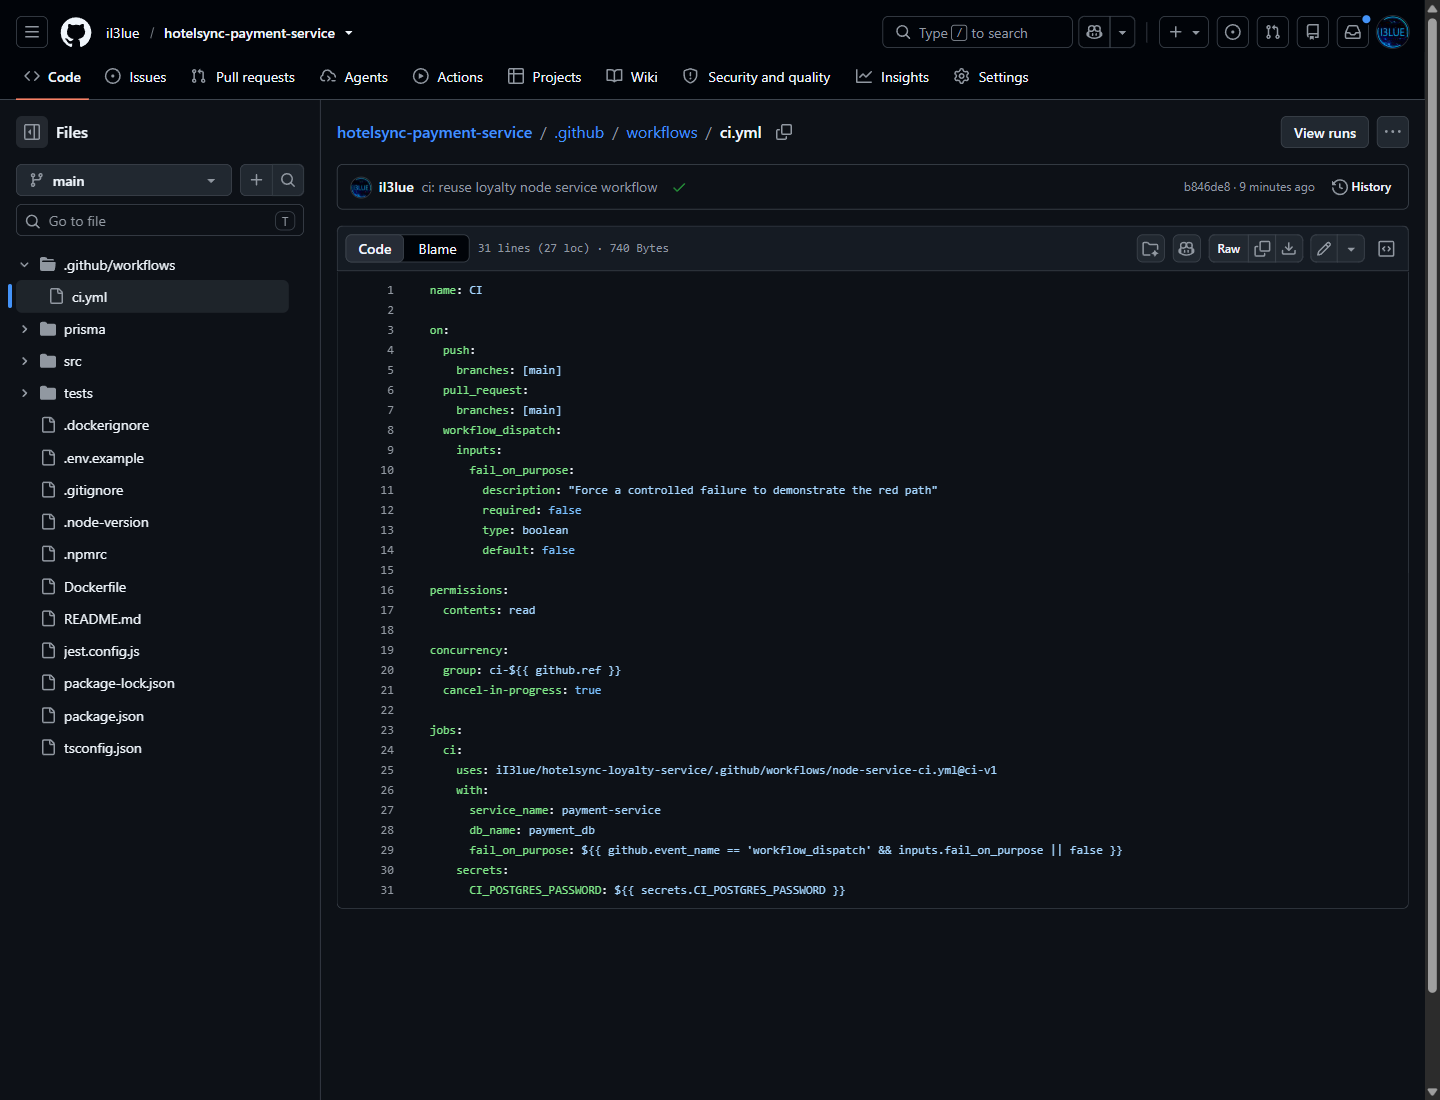 il3lue / hotelsync-payment-service
Type / to search
Code
Issues
Pull requests
Agents
Actions
Projects
Wiki
Security and quality
Insights
Settings
Files
main
Go to file
T
.github/workflows
ci.yml
prisma
src
tests
.dockerignore
.env.example
.gitignore
.node-version
.npmrc
Dockerfile
README.md
jest.config.js
package-lock.json
package.json
tsconfig.json
hotelsync-payment-service / .github / workflows / ci.yml
View runs
il3lue ci: reuse loyalty node service workflow
b846de8 · 9 minutes ago
History
Code
Blame
31 lines (27 loc) · 740 Bytes
Raw
1 name: CI
2
3 on:
4 push:
5 branches: [main]
6 pull_request:
7 branches: [main]
8 workflow_dispatch:
9 inputs:
10 fail_on_purpose:
11 description: "Force a controlled failure to demonstrate the red path"
12 required: false
13 type: boolean
14 default: false
15
16 permissions:
17 contents: read
18
19 concurrency:
20 group: ci-${{ github.ref }}
21 cancel-in-progress: true
22
23 jobs:
24 ci:
25 uses: iI3lue/hotelsync-loyalty-service/.github/workflows/node-service-ci.yml@ci-v1
26 with:
27 service_name: payment-service
28 db_name: payment_db
29 fail_on_purpose: ${{ github.event_name == 'workflow_dispatch' && inputs.fail_on_purpose || false }}
30 secrets:
31 CI_POSTGRES_PASSWORD: ${{ secrets.CI_POSTGRES_PASSWORD }}